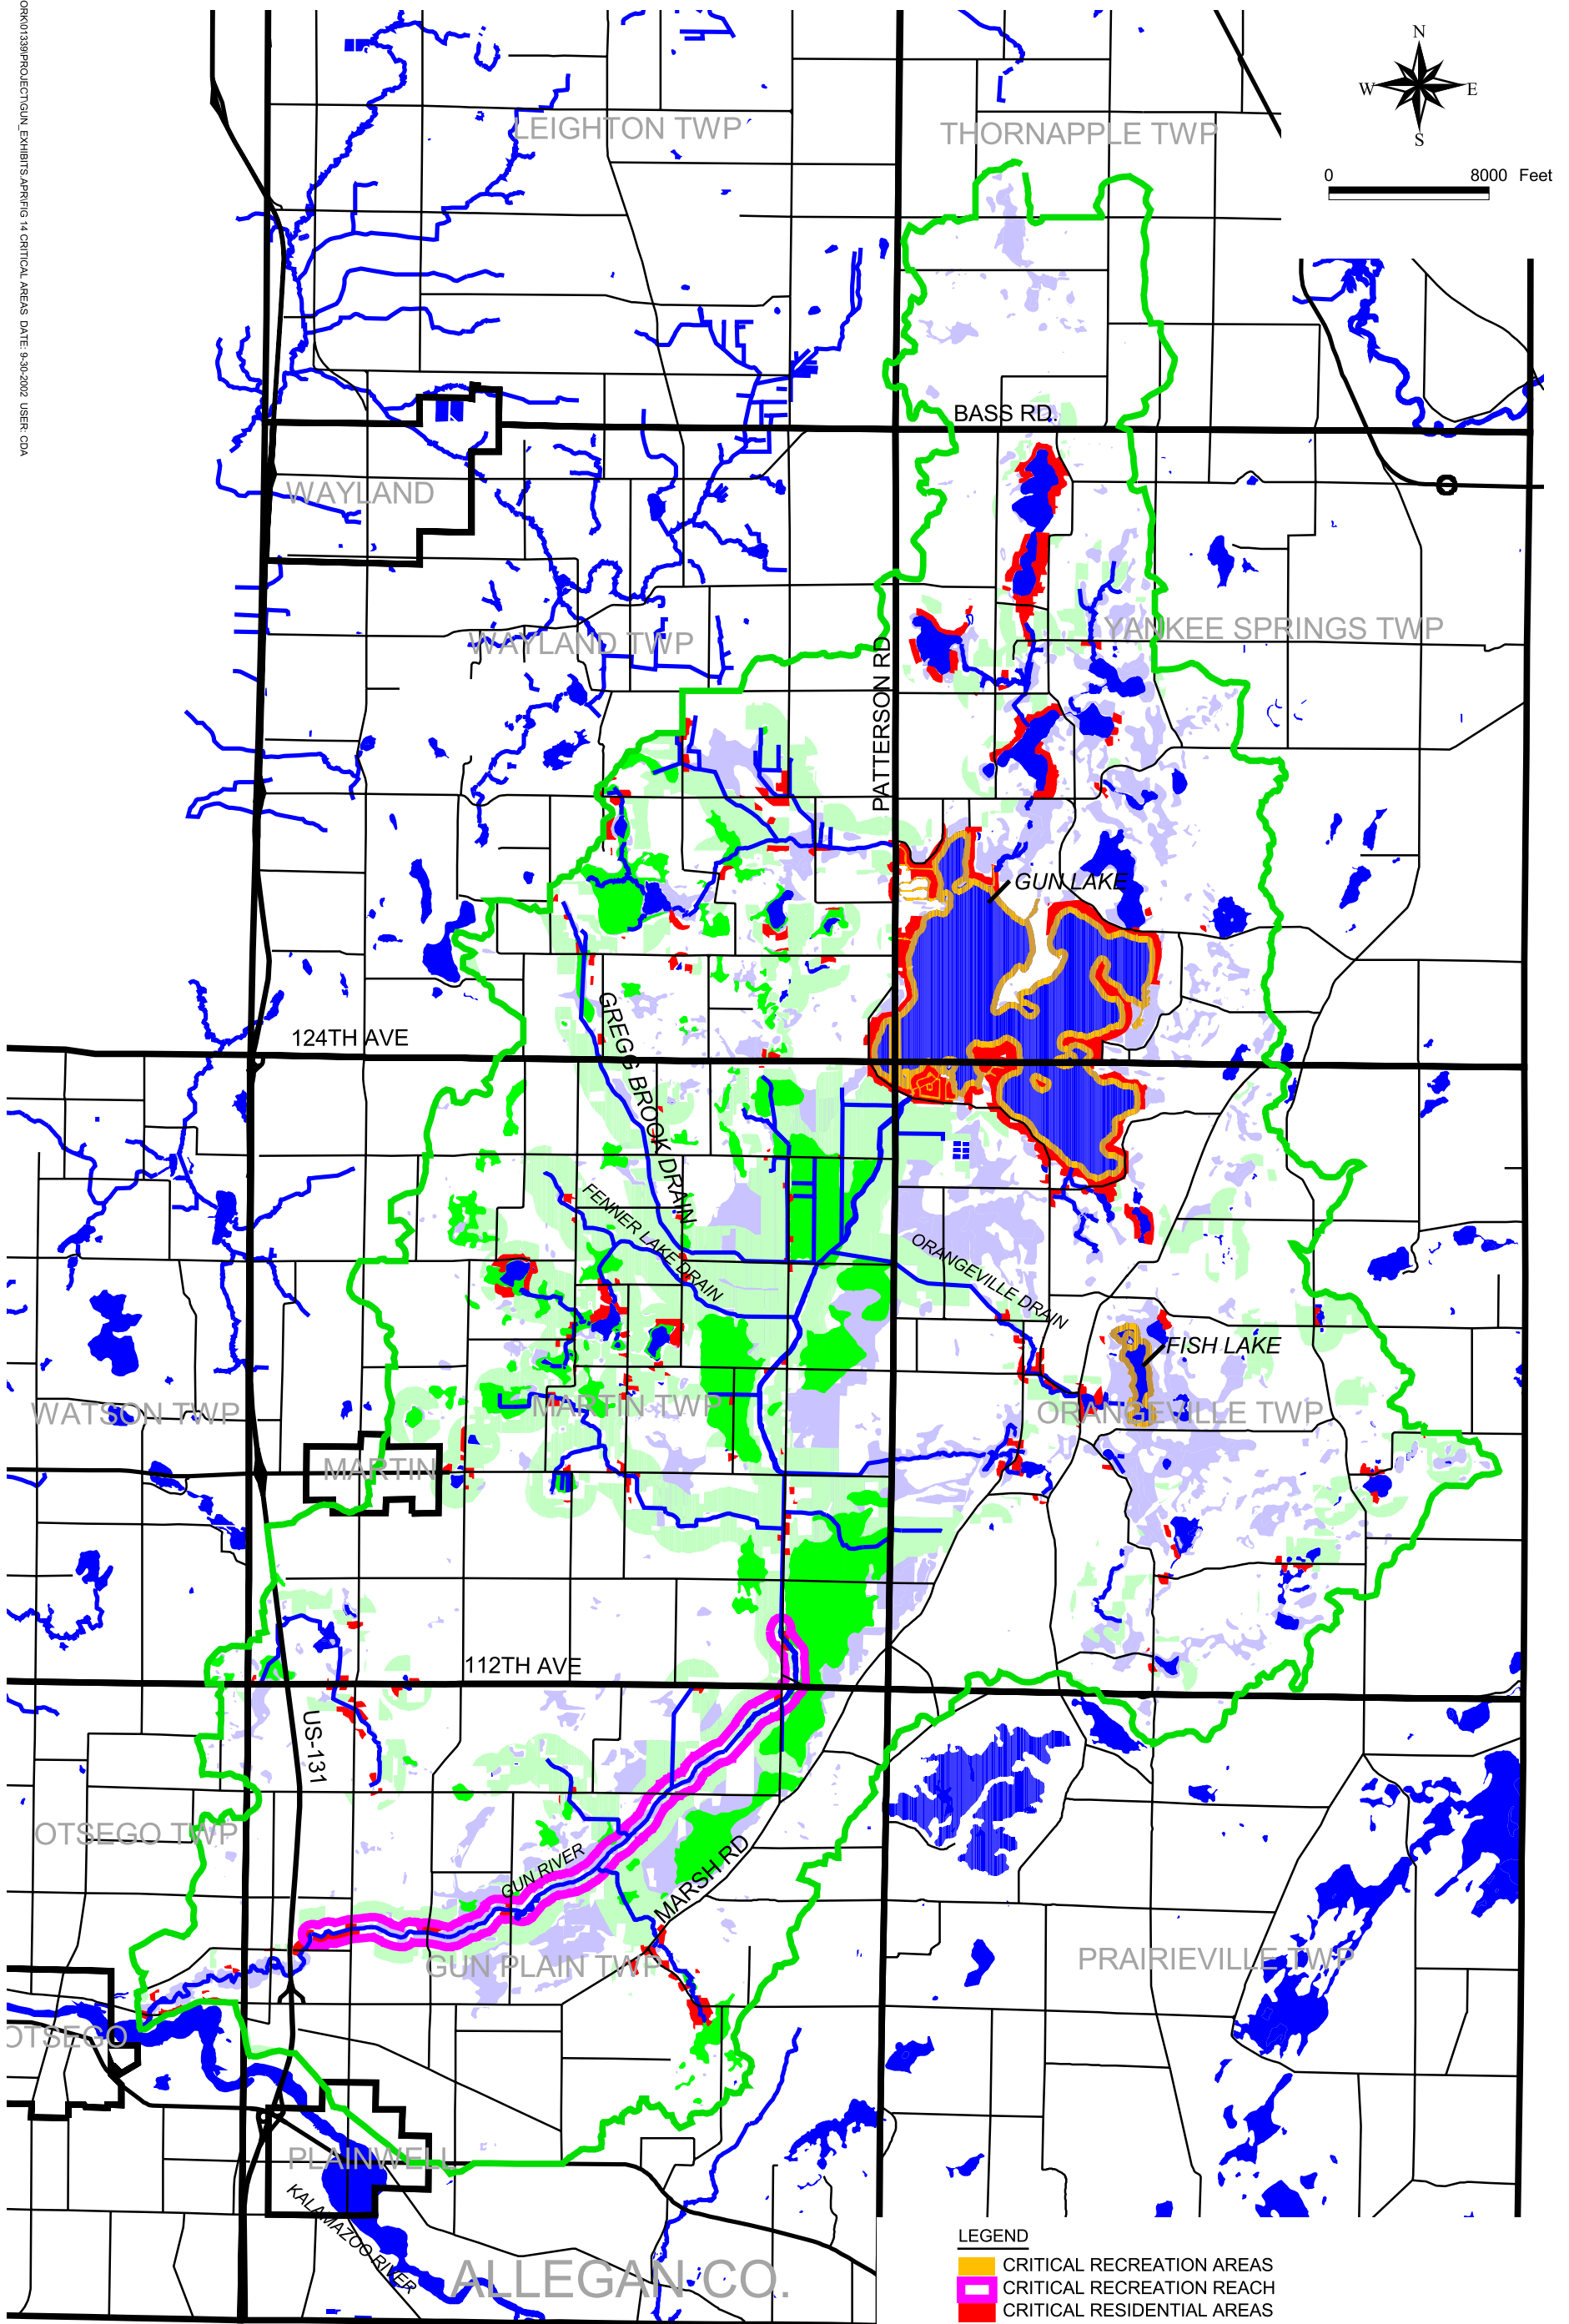 ORK\01339\PROJECT\GUN_EXHIBITS.APR\FIG 14 CRITICAL AREAS DATE: 9-30-2002 USER: CDA
N
W E
S
0 8000 Feet
LEIGHTON TWP
THORNAPPLE TWP
BASS RD.
WAYLAND
WAYLAND TWP
YANKEE SPRINGS TWP
PATTERSON RD
GUN LAKE
124TH AVE
GREGG BROOK DRAIN
FENNER LAKE DRAIN
ORANGEVILLE DRAIN
FISH LAKE
WATSON TWP
MARTIN TWP
ORANGEVILLE TWP
MARTIN
112TH AVE
US-131
OTSEGO TWP
GUN RIVER
MARSH RD
GUN PLAIN TWP
PRAIRIEVILLE TWP
OTSEGO
PLAINWELL
KALAMAZOO RIVER
ALLEGAN CO.
LEGEND
CRITICAL RECREATION AREAS
CRITICAL RECREATION REACH
CRITICAL RESIDENTIAL AREAS